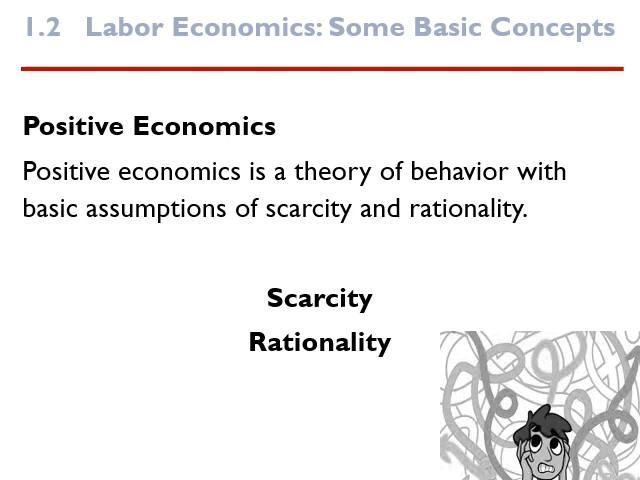 1.2 Labor Economics: Some Basic Concepts
Positive Economics
Positive economics is a theory of behavior with
basic assumptions of scarcity and rationality.
Scarcity
Rationality